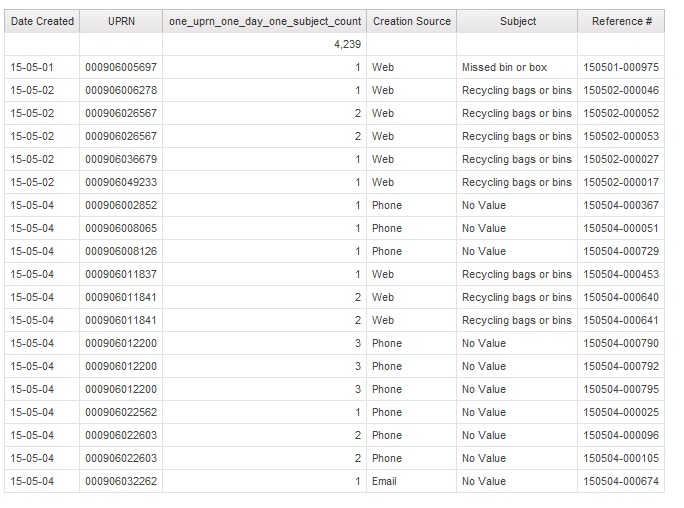 Date Created UPRN one_uprn_one_day_one_subject_count Creation Source Subject Reference #
4,239
15-05-01 000906005697 1 Web Missed bin or box 150501-000975
15-05-02 000906006278 1 Web Recycling bags or bins 150502-000046
15-05-02 000906026567 2 Web Recycling bags or bins 150502-000052
15-05-02 000906026567 2 Web Recycling bags or bins 150502-000053
15-05-02 000906036679 1 Web Recycling bags or bins 150502-000027
15-05-02 000906049233 1 Web Recycling bags or bins 150502-000017
15-05-04 000906002852 1 Phone No Value 150504-000367
15-05-04 000906008065 1 Phone No Value 150504-000051
15-05-04 000906008126 1 Phone No Value 150504-000729
15-05-04 000906011837 1 Web Recycling bags or bins 150504-000453
15-05-04 000906011841 2 Web Recycling bags or bins 150504-000640
15-05-04 000906011841 2 Web Recycling bags or bins 150504-000641
15-05-04 000906012200 3 Phone No Value 150504-000790
15-05-04 000906012200 3 Phone No Value 150504-000792
15-05-04 000906012200 3 Phone No Value 150504-000795
15-05-04 000906022562 1 Phone No Value 150504-000025
15-05-04 000906022603 2 Phone No Value 150504-000096
15-05-04 000906022603 2 Phone No Value 150504-000105
15-05-04 000906032262 1 Email No Value 150504-000674